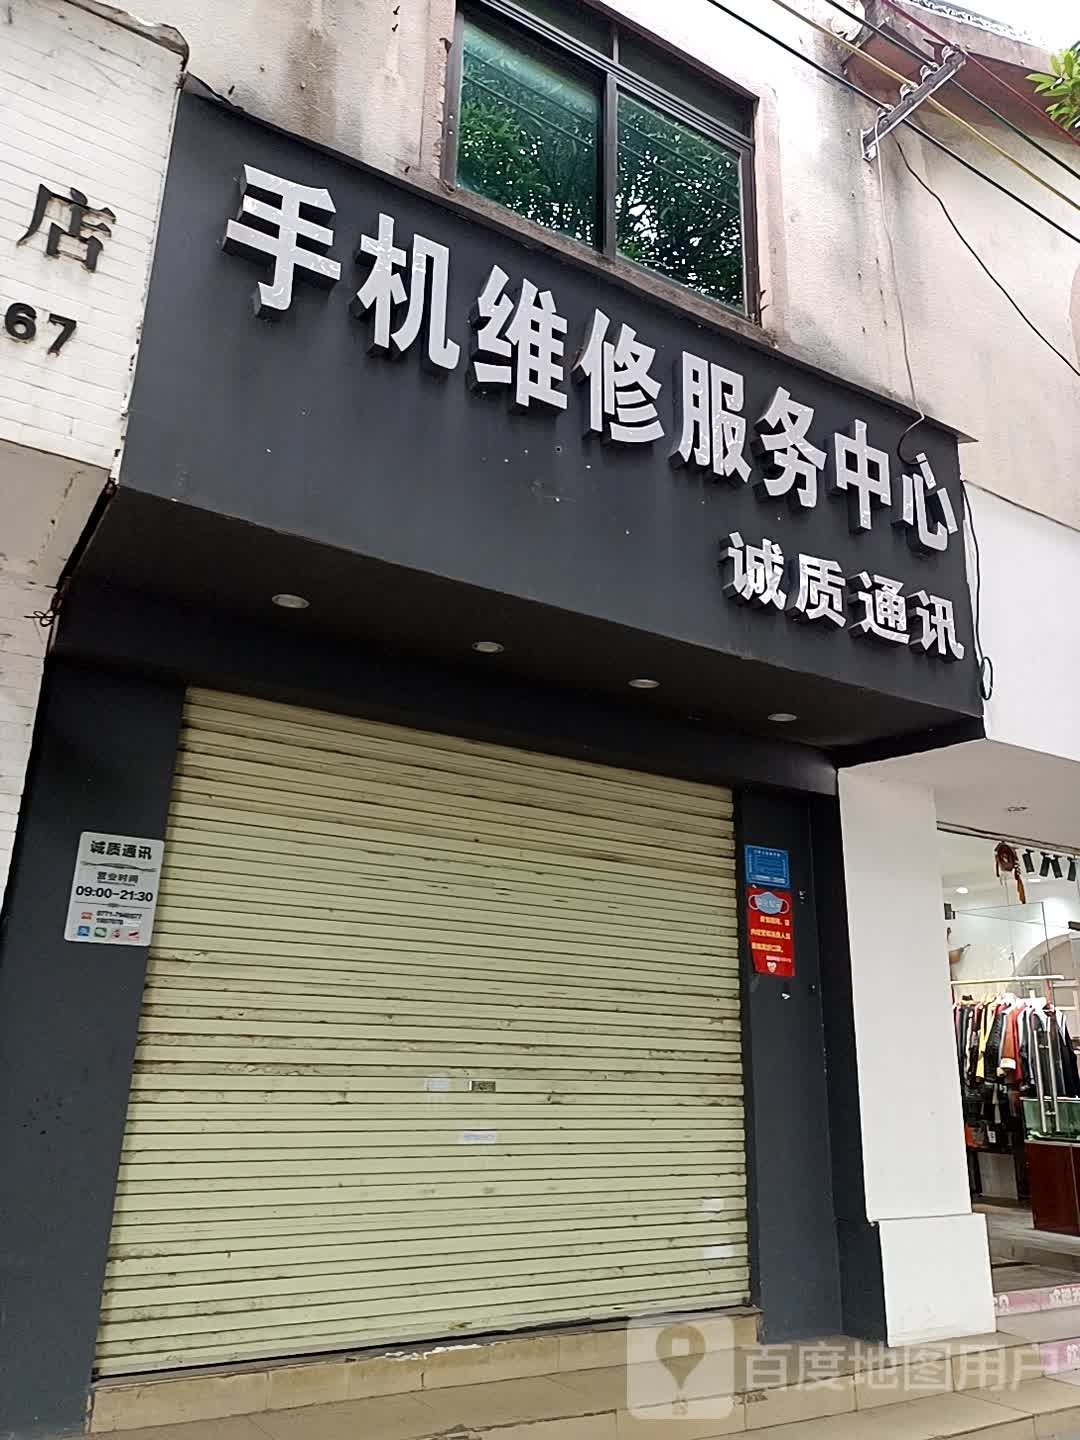 店
67
手机维修服务中心
诚质通讯
诚质通讯
营业时间
09:00-21:30
百度地图用户